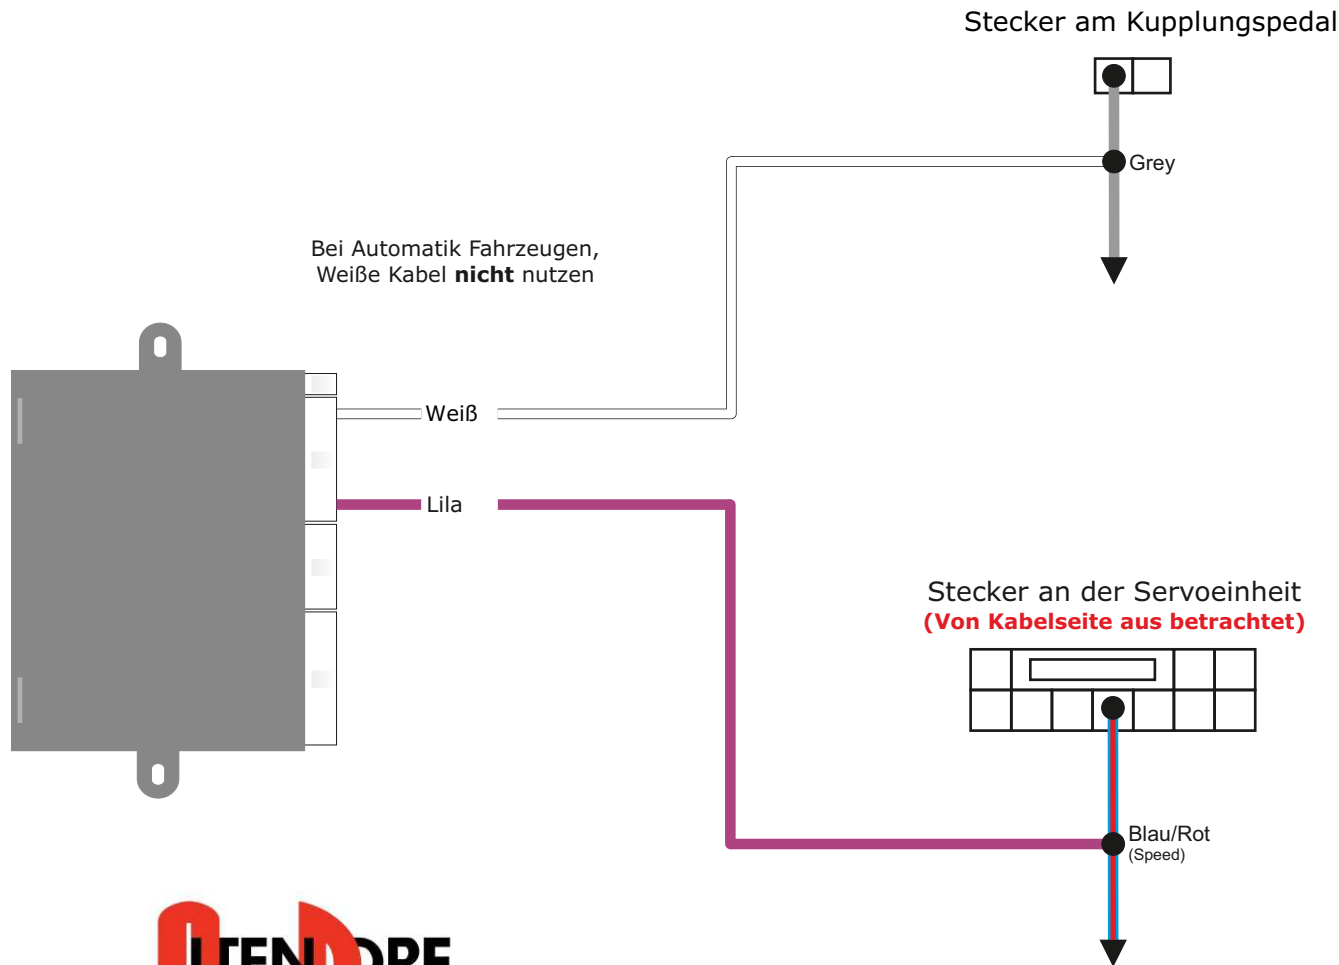 Stecker am Kupplungspedal
Grey
Bei Automatik Fahrzeugen,
Weiße Kabel nicht nutzen
Weiß
Lila
Stecker an der Servoeinheit
(Von Kabelseite aus betrachtet)
Blau/Rot
(Speed)
ALTENDORF